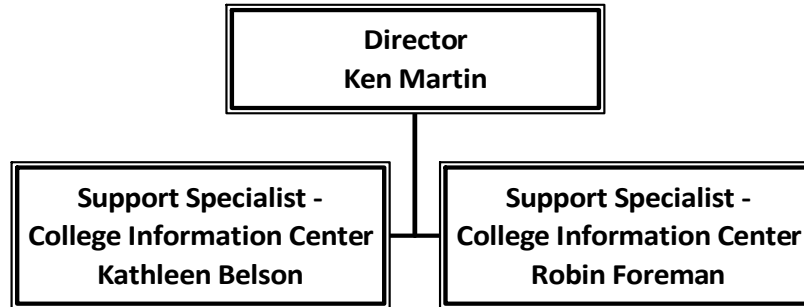 Director
Ken Martin
Support Specialist -
College Information Center
Kathleen Belson
Support Specialist -
College Information Center
Robin Foreman